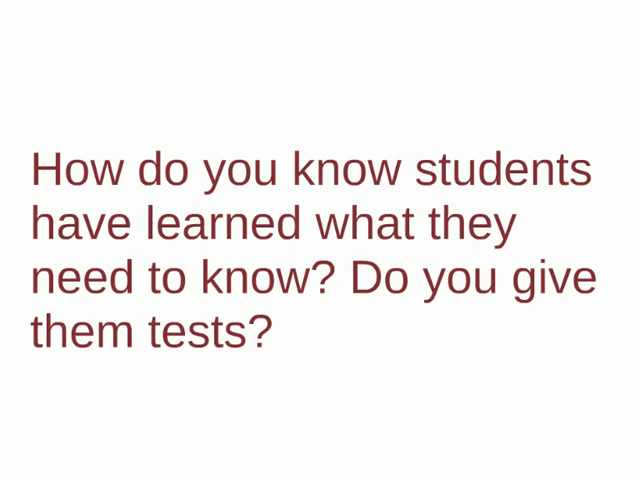 How do you know students
have learned what they
need to know? Do you give
them tests?